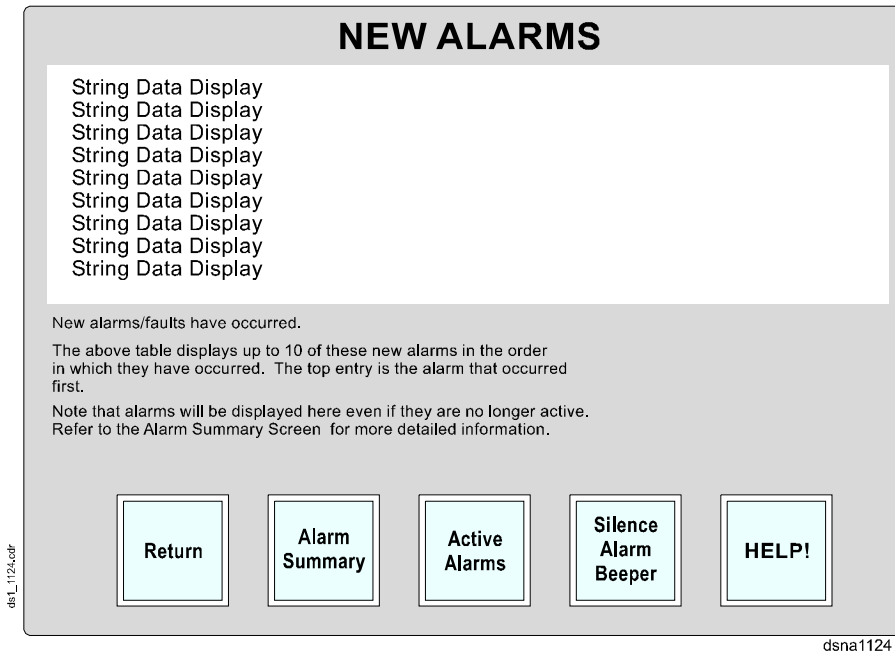 NEW ALARMS
String Data Display
String Data Display
String Data Display
String Data Display
String Data Display
String Data Display
String Data Display
String Data Display
String Data Display
New alarms/faults have occurred.
The above table displays up to 10 of these new alarms in the order
in which they have occurred. The top entry is the alarm that occurred
first.
Note that alarms will be displayed here even if they are no longer active.
Refer to the Alarm Summary Screen for more detailed information.
Return
Alarm
Summary
Active
Alarms
Silence
Alarm
Beeper
HELP!
ds1_1124.cdr
dsna1124